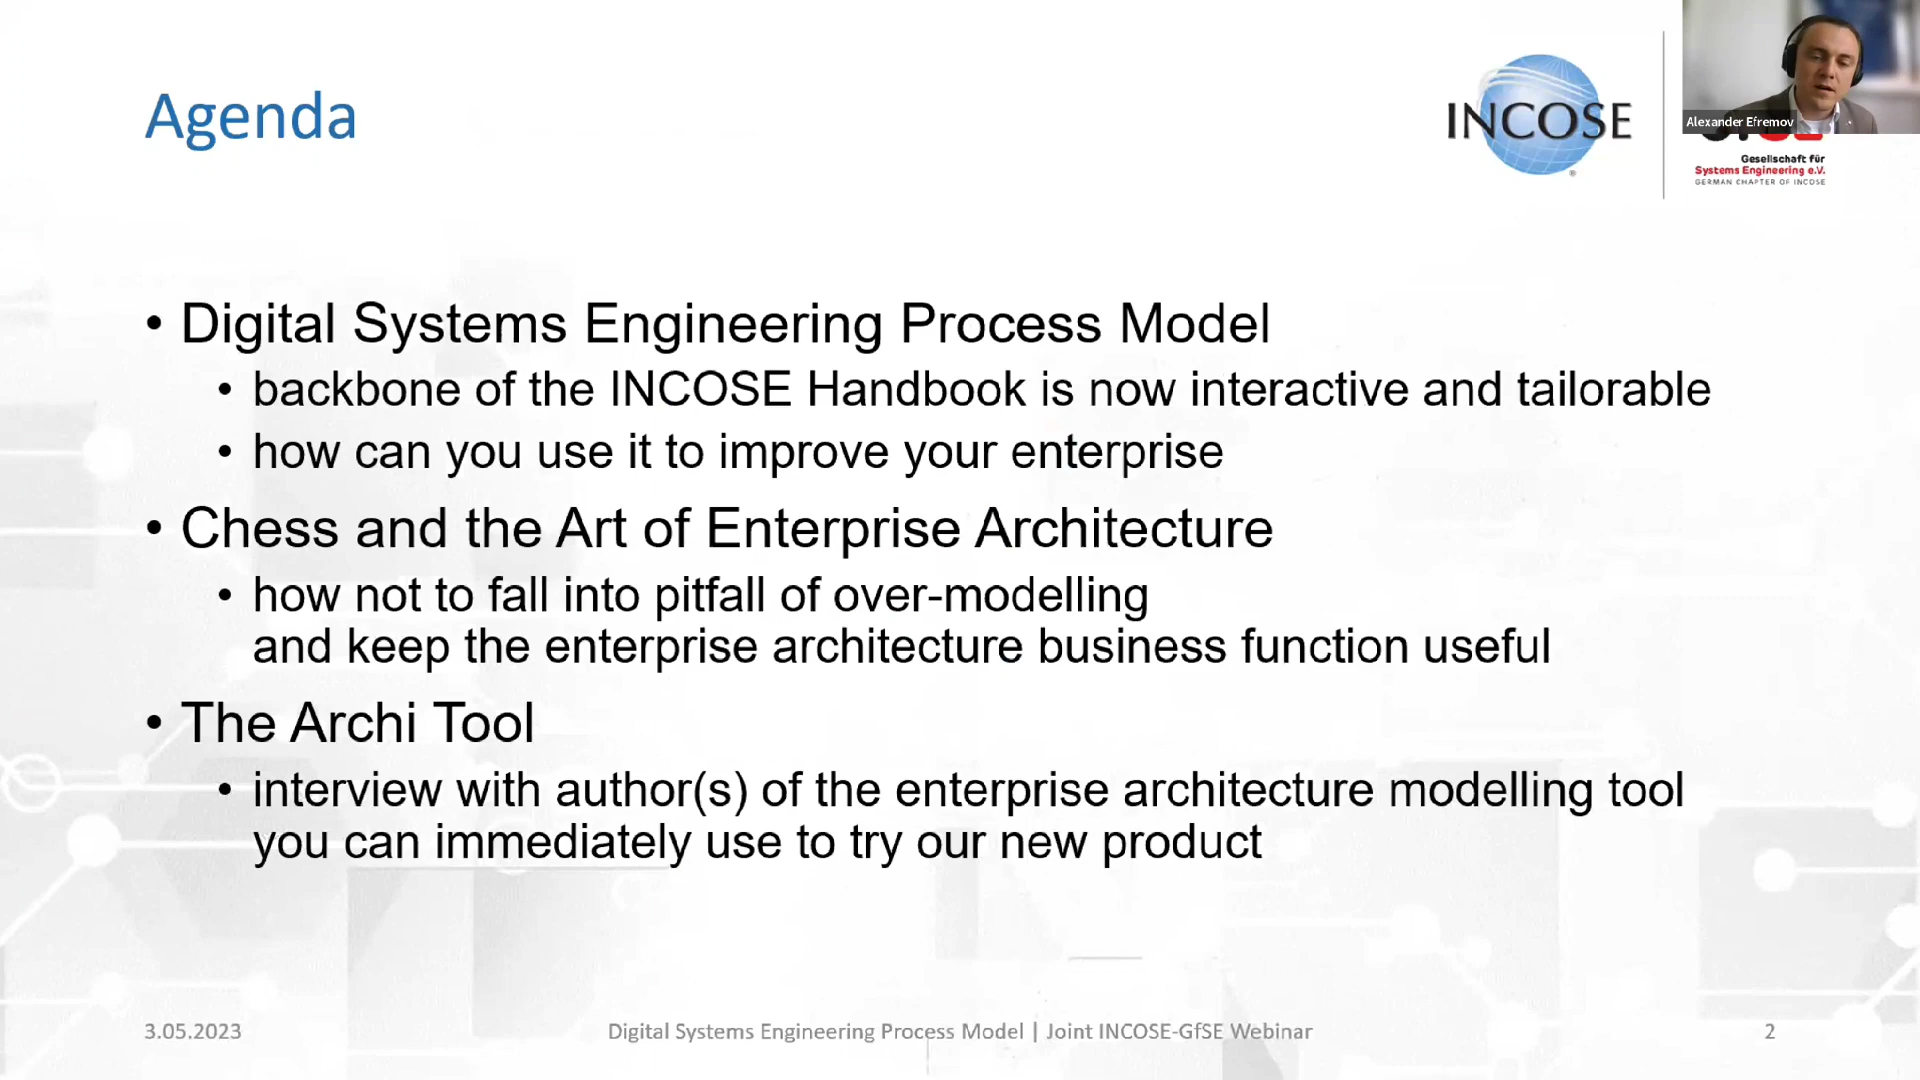 Agenda
INCOSE
®
Alexander Efremov
Gesellschaft für
Systems Engineering e.V.
GERMAN CHAPTER OF INCOSE
• Digital Systems Engineering Process Model
• backbone of the INCOSE Handbook is now interactive and tailorable
• how can you use it to improve your enterprise
• Chess and the Art of Enterprise Architecture
• how not to fall into pitfall of over-modelling
and keep the enterprise architecture business function useful
• The Archi Tool
• interview with author(s) of the enterprise architecture modelling tool
you can immediately use to try our new product
3.05.2023
Digital Systems Engineering Process Model | Joint INCOSE-GfSE Webinar
2